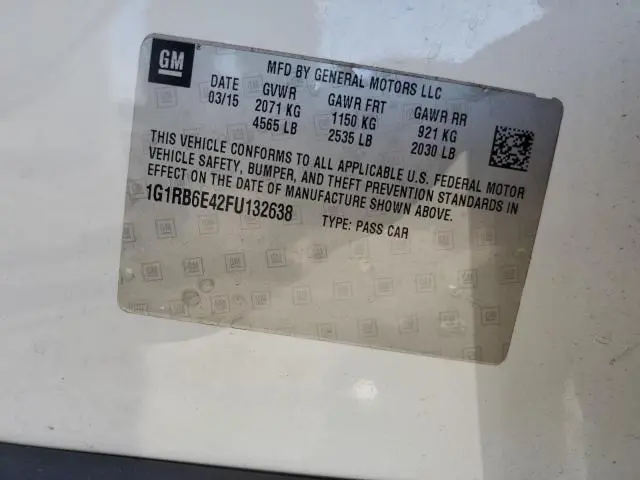 GM
MFD BY GENERAL MOTORS LLC
DATE GVWR GAWR FRT GAWR RR
03/15 2071 KG 1150 KG 921 KG
4565 LB 2535 LB 2030 LB
THIS VEHICLE CONFORMS TO ALL APPLICABLE U.S. FEDERAL MOTOR
VEHICLE SAFETY, BUMPER, AND THEFT PREVENTION STANDARDS IN
EFFECT ON THE DATE OF MANUFACTURE SHOWN ABOVE.
1G1RB6E42FU132638 TYPE: PASS CAR